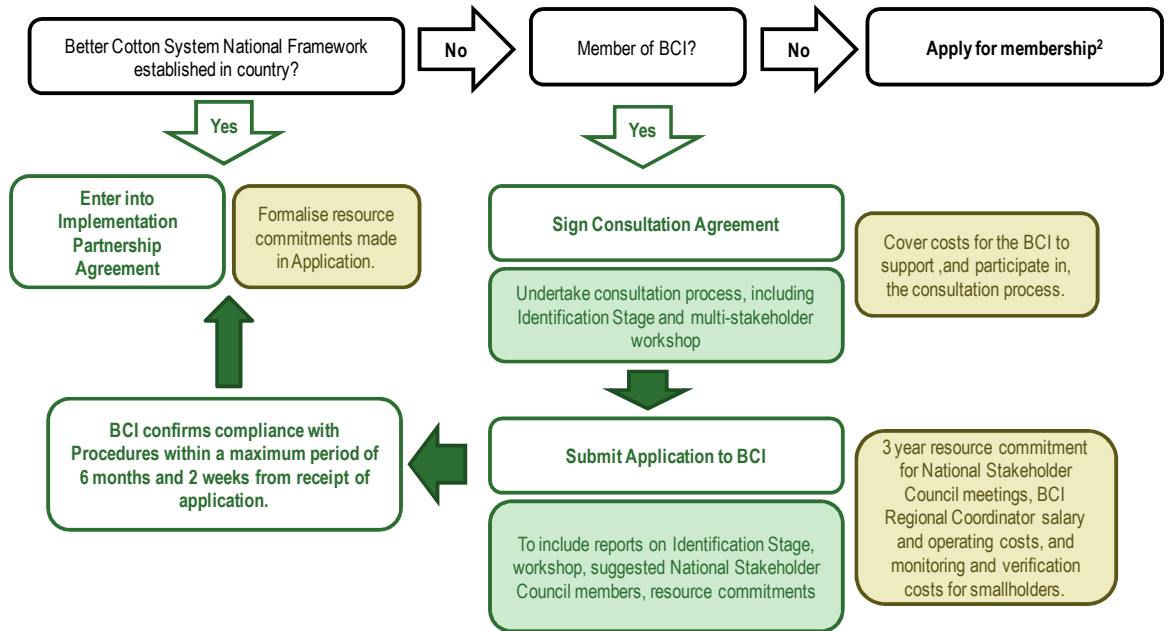 Better Cotton System National Framework
established in country?
No
Member of BCI?
No
Apply for membership²
Yes
Yes
Enter into
Implementation
Partnership
Agreement
Formalise resource
commitments made
in Application.
Sign Consultation Agreement
Undertake consultation process, including
Identification Stage and multi-stakeholder
workshop
Cover costs for the BCI to
support ,and participate in,
the consultation process.
BCI confirms compliance with
Procedures within a maximum period of
6 months and 2 weeks from receipt of
application.
Submit Application to BCI
To include reports on Identification Stage,
workshop, suggested National Stakeholder
Council members, resource commitments
3 year resource commitment
for National Stakeholder
Council meetings, BCI
Regional Coordinator salary
and operating costs, and
monitoring and verification
costs for smallholders.